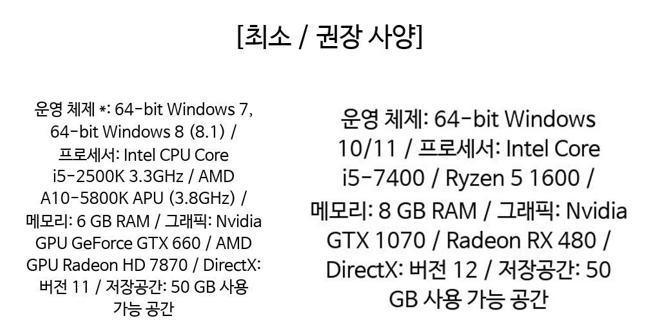 [최소 / 권장 사양]
운영 체제 *: 64-bit Windows 7,
64-bit Windows 8 (8.1) /
프로세서: Intel CPU Core
i5-2500K 3.3GHz / AMD
A10-5800K APU (3.8GHz) /
메모리: 6 GB RAM / 그래픽: Nvidia
GPU GeForce GTX 660 / AMD
GPU Radeon HD 7870 / DirectX:
버전 11 / 저장공간: 50 GB 사용
가능 공간
운영 체제: 64-bit Windows
10/11 / 프로세서: Intel Core
i5-7400 / Ryzen 5 1600 /
메모리: 8 GB RAM / 그래픽: Nvidia
GTX 1070 / Radeon RX 480 /
DirectX: 버전 12 / 저장공간: 50
GB 사용 가능 공간